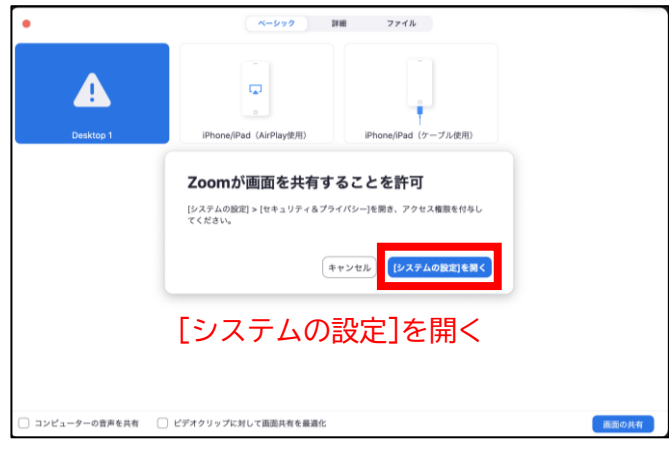 ベーシック 詳細 ファイル
Desktop 1 iPhone/iPad（AirPlay使用） iPhone/iPad（ケーブル使用）
Zoomが画面を共有することを許可
[システムの設定] > [セキュリティ＆プライバシー]を開き、アクセス権限を付与し
てください。
キャンセル [システムの設定]を開く
[システムの設定]を開く
コンピューターの音声を共有 ビデオクリップに対して画面共有を最適化 画面の共有